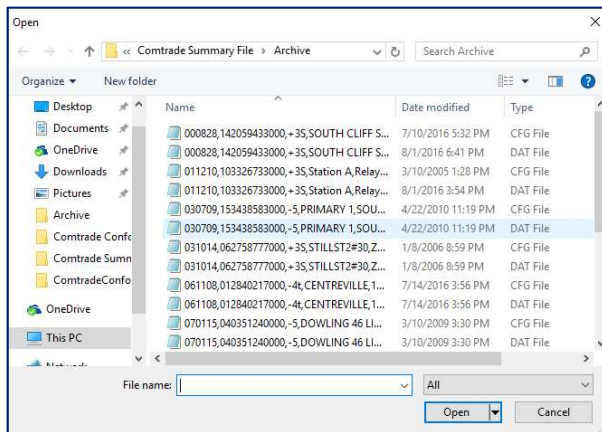 Open
« Comtrade Summary File > Archive
Search Archive
Organize
New folder
Desktop
Documents
OneDrive
Downloads
Pictures
Archive
Comtrade Confc
Comtrade Summ
ComtradeConfo
OneDrive
This PC
Name Date modified Type
000828,142059433000,+3S,SOUTH CLIFF S... 7/10/2016 5:32 PM CFG File
000828,142059433000,+3S,SOUTH CLIFF S... 8/1/2016 6:41 PM DAT File
011210,103326733000,+3S,Station A,Relay... 3/10/2005 1:28 PM CFG File
011210,103326733000,+3S,Station A,Relay... 8/1/2016 3:54 PM DAT File
030709,153438583000,-5,PRIMARY 1,SOU... 4/22/2010 11:19 PM CFG File
030709,153438583000,-5,PRIMARY 1,SOU... 4/22/2010 11:19 PM DAT File
031014,062758777000,+3S,STILLST2#30,Z... 1/8/2006 8:59 PM CFG File
031014,062758777000,+3S,STILLST2#30,Z... 1/8/2006 8:59 PM DAT File
061108,012840217000,-4t,CENTREVILLE,1... 7/14/2016 3:56 PM CFG File
061108,012840217000,-4t,CENTREVILLE,1... 7/14/2016 3:56 PM DAT File
070115,040351240000,-5,DOWLING 46 LI... 3/10/2009 3:30 PM CFG File
070115,040351240000,-5,DOWLING 46 LI... 3/10/2009 3:30 PM DAT File
File name:
All
Open
Cancel